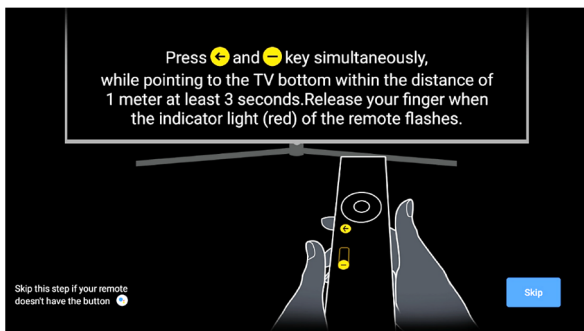 Press ← and − key simultaneously,
while pointing to the TV bottom within the distance of
1 meter at least 3 seconds.Release your finger when
the indicator light (red) of the remote flashes.
Skip this step if your remote
doesn't have the button
Skip